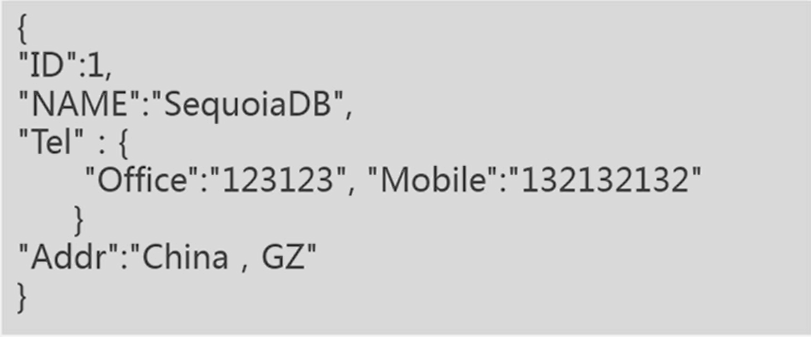 {
"ID":1,
"NAME":"SequoiaDB",
"Tel" : {
"Office":"123123", "Mobile":"132132132"
}
"Addr":"China , GZ"
}